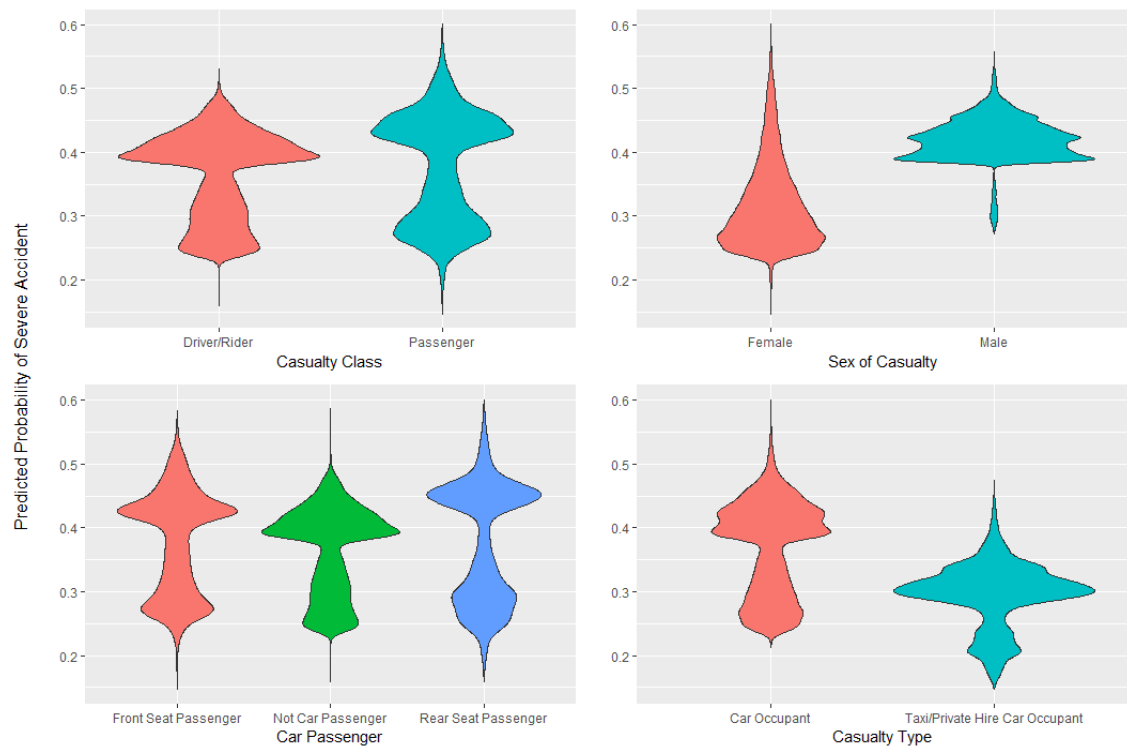 Predicted Probability of Severe Accident
0.6
0.5
0.4
0.3
0.2
Driver/Rider Passenger
Casualty Class
0.6
0.5
0.4
0.3
0.2
Female Male
Sex of Casualty
0.6
0.5
0.4
0.3
0.2
Front Seat Passenger Not Car Passenger Rear Seat Passenger
Car Passenger
0.6
0.5
0.4
0.3
0.2
Car Occupant Taxi/Private Hire Car Occupant
Casualty Type